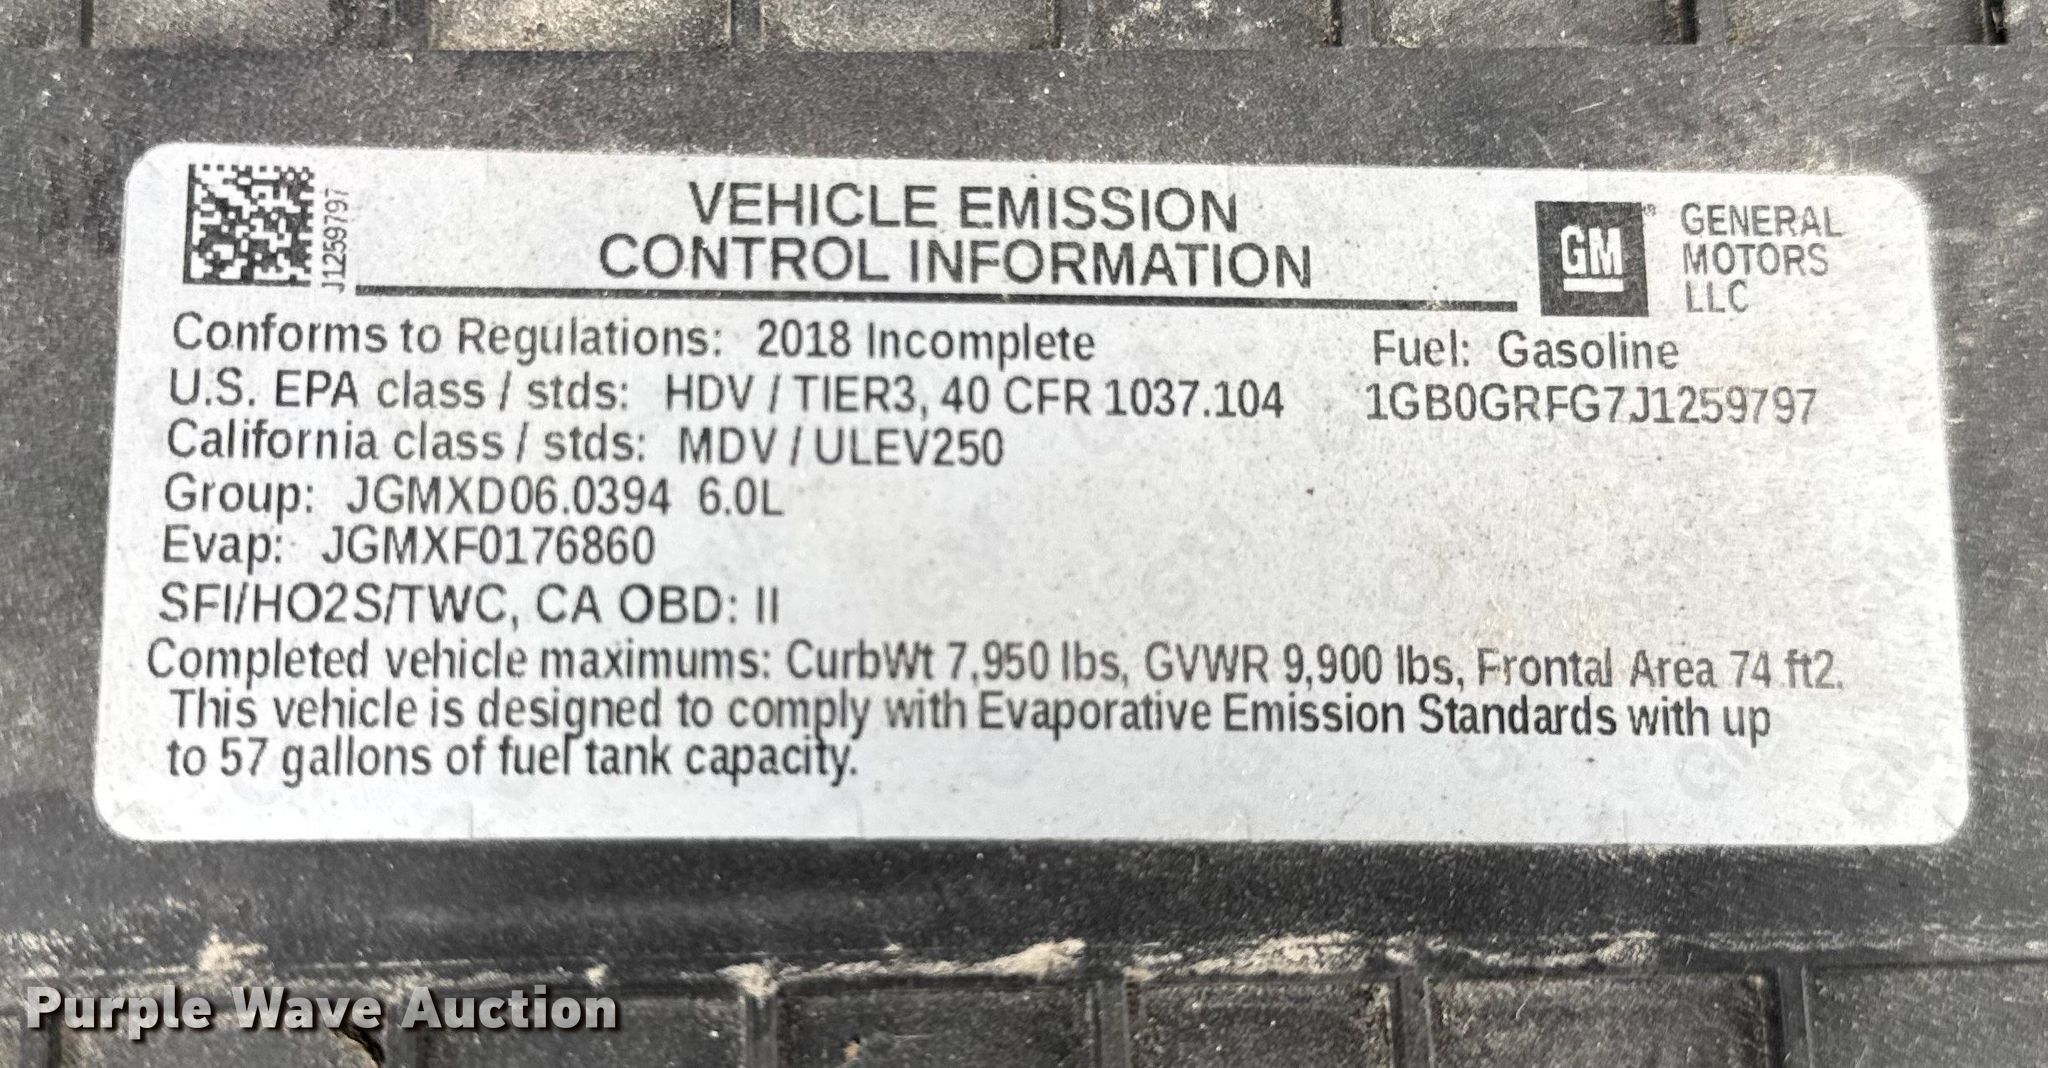 J1259797
VEHICLE EMISSION
CONTROL INFORMATION
GM® GENERAL
MOTORS
LLC
Conforms to Regulations: 2018 Incomplete Fuel: Gasoline
U.S. EPA class / stds: HDV / TIER3, 40 CFR 1037.104 1GB0GRFG7J1259797
California class / stds: MDV / ULEV250
Group: JGMXD06.0394 6.0L
Evap: JGMXF0176860
SFI/HO2S/TWC, CA OBD: II
Completed vehicle maximums: CurbWt 7,950 lbs, GVWR 9,900 lbs, Frontal Area 74 ft2.
This vehicle is designed to comply with Evaporative Emission Standards with up
to 57 gallons of fuel tank capacity.
Purple Wave Auction